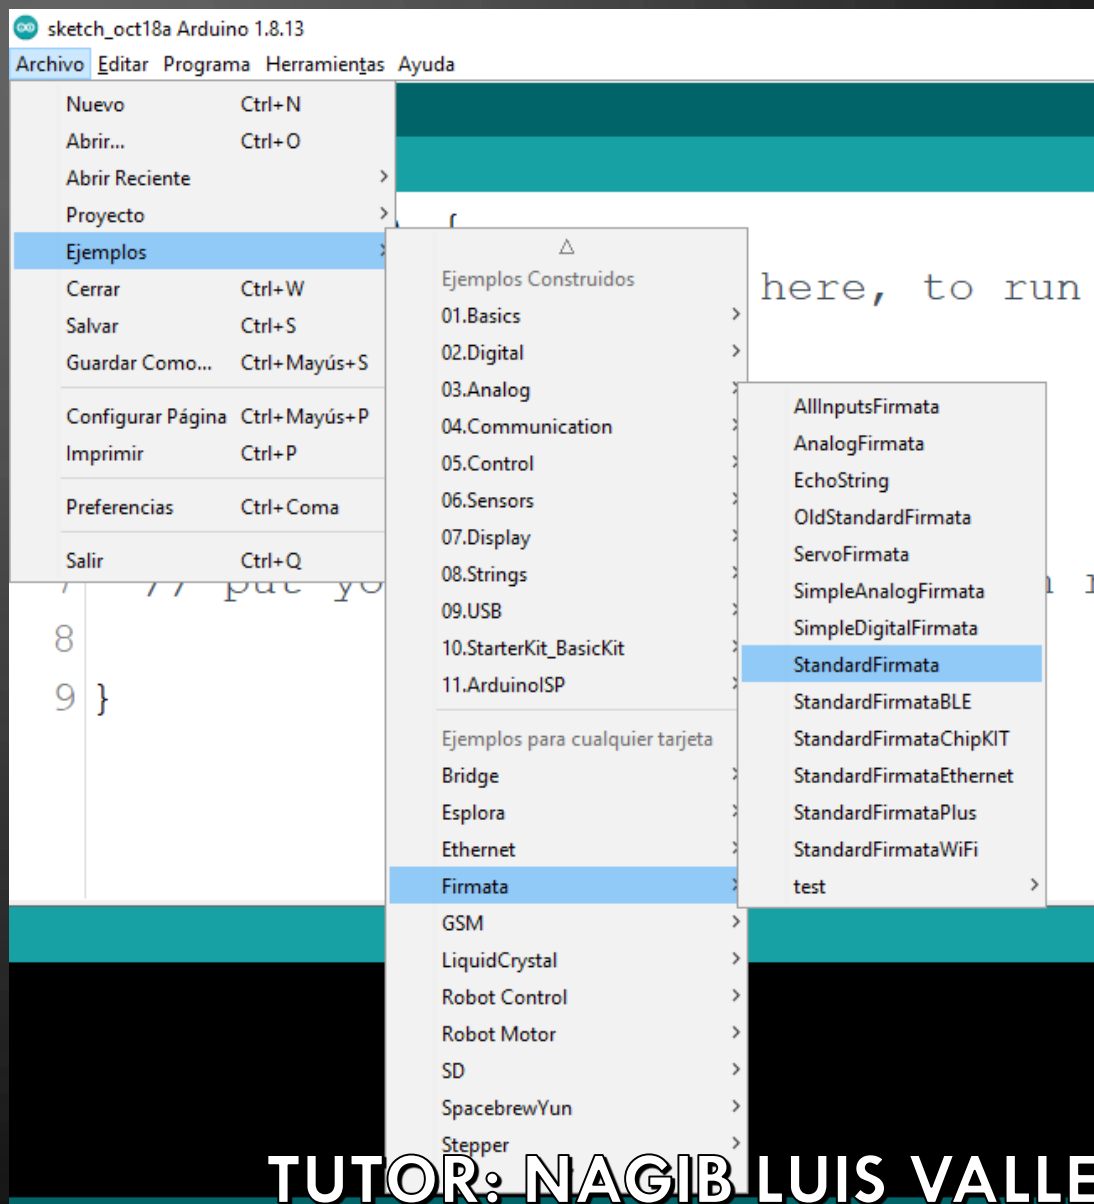 sketch_oct18a Arduino 1.8.13
Archivo Editar Programa Herramientas Ayuda
Nuevo Ctrl+N
Abrir... Ctrl+O
Abrir Reciente
Proyecto
Ejemplos
Cerrar Ctrl+W
Salvar Ctrl+S
Guardar Como... Ctrl+Mayús+S
Configurar Página Ctrl+Mayús+P
Imprimir Ctrl+P
Preferencias Ctrl+Coma
Salir Ctrl+Q
{
here, to run
// put yo
8
9 }
Ejemplos Construidos
01.Basics
02.Digital
03.Analog
04.Communication
05.Control
06.Sensors
07.Display
08.Strings
09.USB
10.StarterKit_BasicKit
11.ArduinoISP
Ejemplos para cualquier tarjeta
Bridge
Esplora
Ethernet
Firmata
GSM
LiquidCrystal
Robot Control
Robot Motor
SD
SpacebrewYun
Stepper
AllInputsFirmata
AnalogFirmata
EchoString
OldStandardFirmata
ServoFirmata
SimpleAnalogFirmata
SimpleDigitalFirmata
StandardFirmata
StandardFirmataBLE
StandardFirmataChipKIT
StandardFirmataEthernet
StandardFirmataPlus
StandardFirmataWiFi
test
TUTOR: NAGIB LUIS VALLE